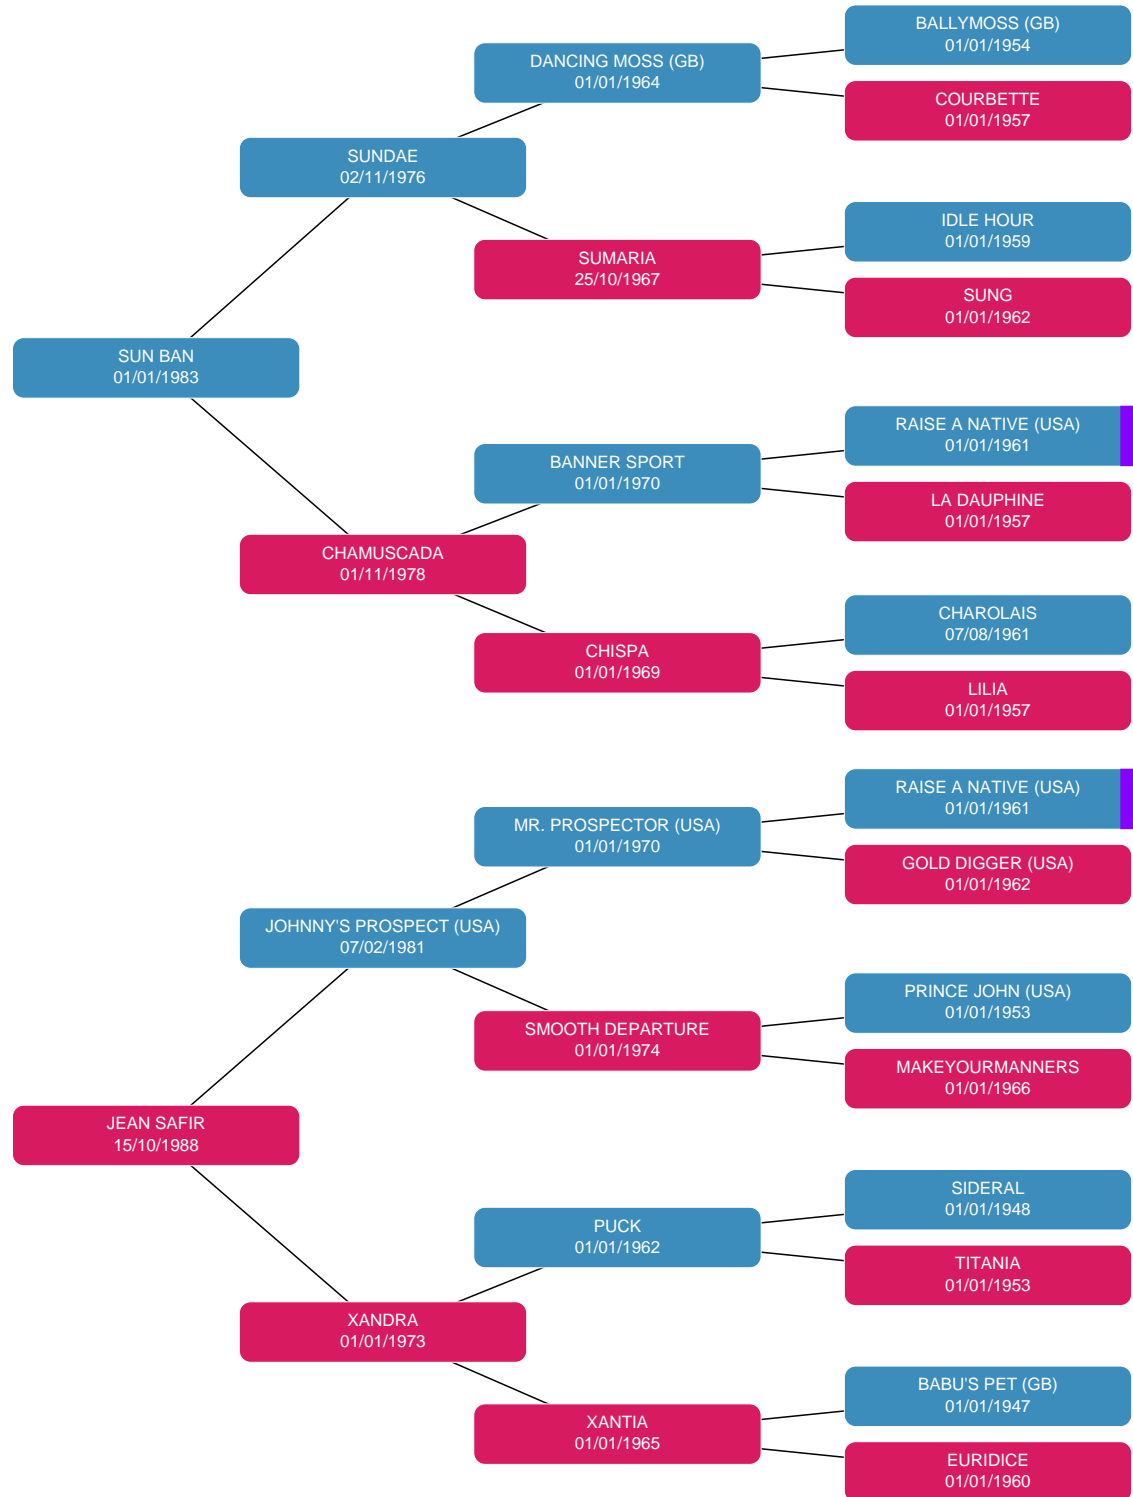 BALLYMOSS (GB)
01/01/1954
DANCING MOSS (GB)
01/01/1964
COURBETTE
01/01/1957
SUNDAE
02/11/1976
IDLE HOUR
01/01/1959
SUMARIA
25/10/1967
SUNG
01/01/1962
SUN BAN
01/01/1983
RAISE A NATIVE (USA)
01/01/1961
BANNER SPORT
01/01/1970
LA DAUPHINE
01/01/1957
CHAMUSCADA
01/11/1978
CHAROLAIS
07/08/1961
CHISPA
01/01/1969
LILIA
01/01/1957
RAISE A NATIVE (USA)
01/01/1961
MR. PROSPECTOR (USA)
01/01/1970
GOLD DIGGER (USA)
01/01/1962
JOHNNY'S PROSPECT (USA)
07/02/1981
PRINCE JOHN (USA)
01/01/1953
SMOOTH DEPARTURE
01/01/1974
MAKEYOURMANNERS
01/01/1966
JEAN SAFIR
15/10/1988
SIDERAL
01/01/1948
PUCK
01/01/1962
TITANIA
01/01/1953
XANDRA
01/01/1973
BABU'S PET (GB)
01/01/1947
XANTIA
01/01/1965
EURIDICE
01/01/1960